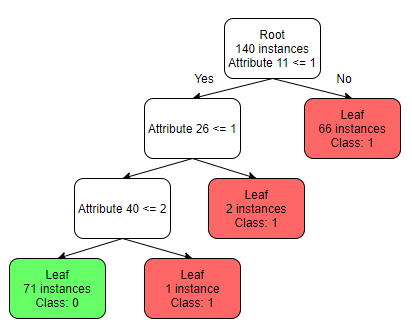 Root
140 instances
Attribute 11 <= 1
Yes
No
Attribute 26 <= 1
Leaf
66 instances
Class: 1
Attribute 40 <= 2
Leaf
2 instances
Class: 1
Leaf
71 instances
Class: 0
Leaf
1 instance
Class: 1